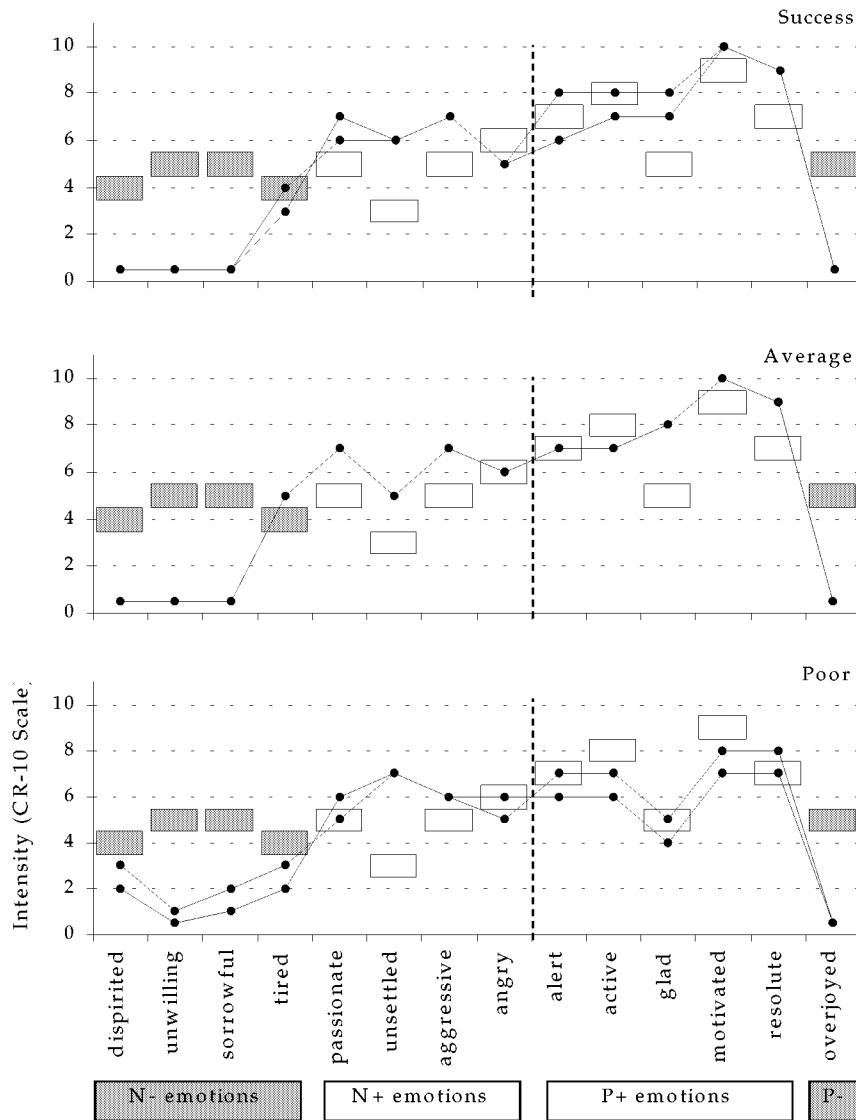 Success
10
8
6
4
2
0
Average
10
8
6
4
2
0
Poor
10
8
6
4
2
0
Intensity (CR-10 Scale)
dispirited
unwilling
sorrowful
tired
passionate
unsettled
aggressive
angry
alert
active
glad
motivated
resolute
overjoyed
N- emotions
N+ emotions
P+ emotions
P-